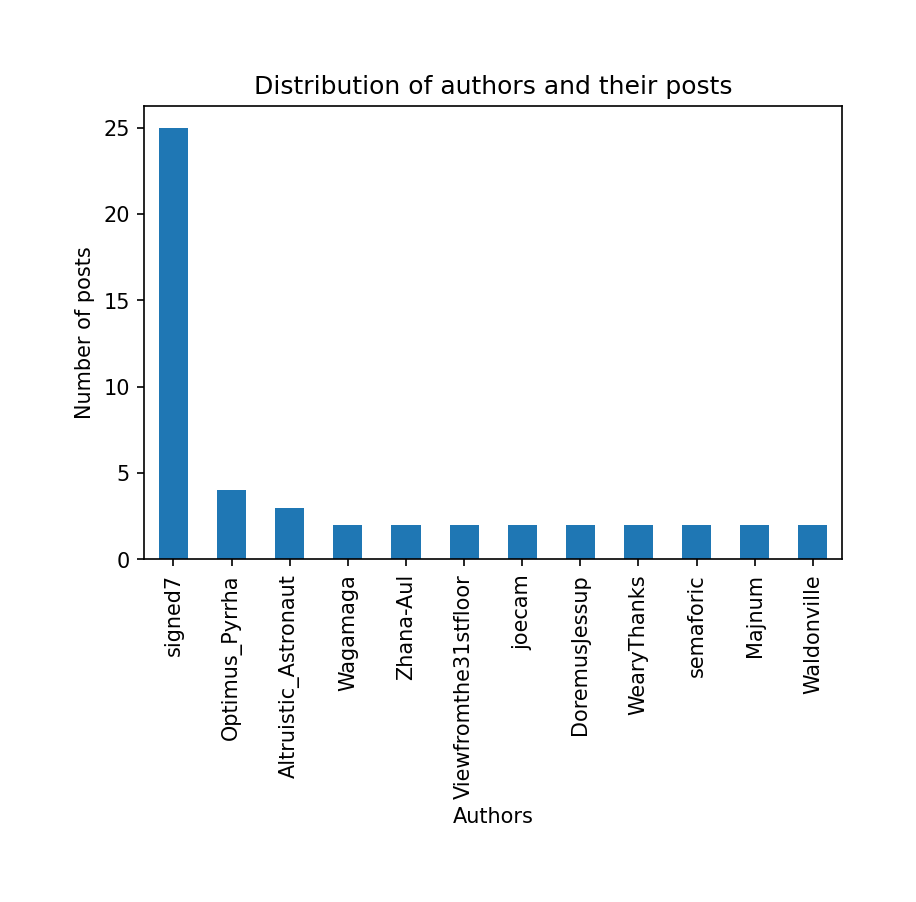 Distribution of authors and their posts
Number of posts
25
20
15
10
5
0
signed7
Optimus_Pyrrha
Altruistic_Astronaut
Wagamaga
Zhana-Aul
Viewfromthe31stfloor
joecam
DoremusJessup
WearyThanks
semaforic
Majnum
Waldonville
Authors